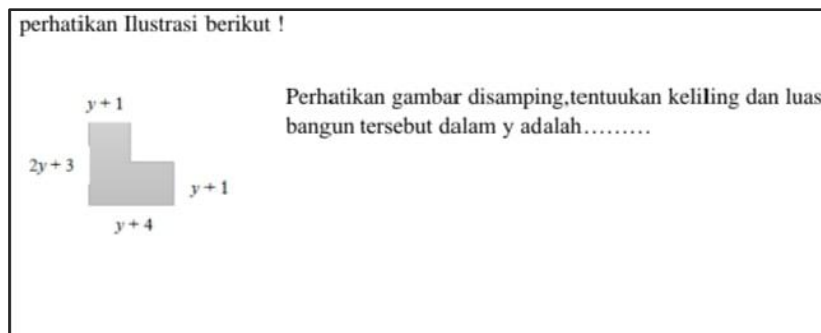 perhatikan Ilustrasi berikut !
y + 1
Perhatikan gambar disamping,tentuukan keliling dan luas
bangun tersebut dalam y adalah.........
2y + 3
y + 1
y + 4